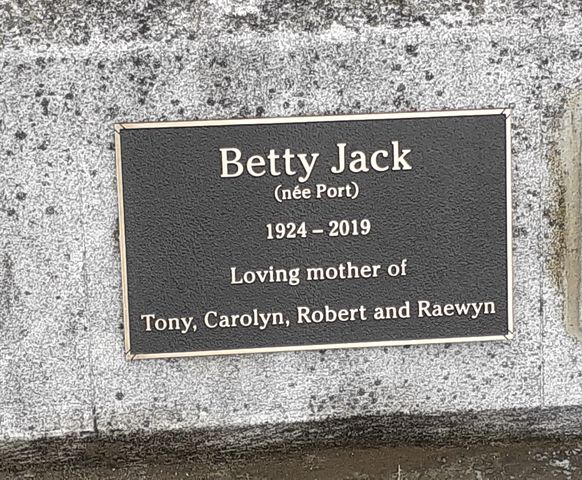 Betty Jack
(née Port)
1924 – 2019
Loving mother of
Tony, Carolyn, Robert and Raewyn